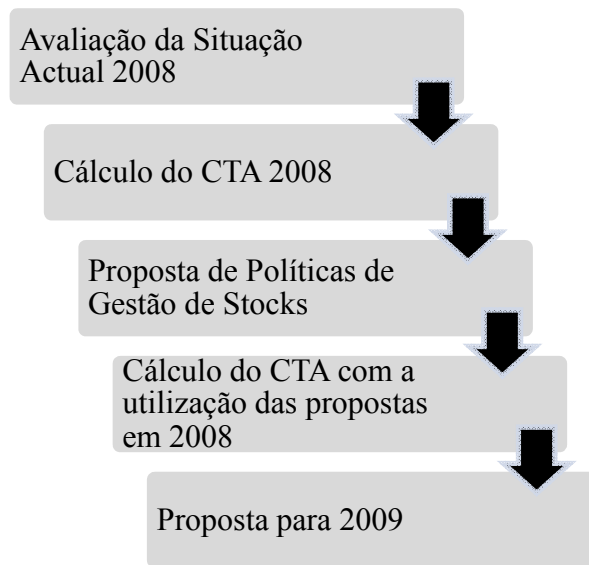 Avaliação da Situação
Actual 2008
Cálculo do CTA 2008
Proposta de Políticas de
Gestão de Stocks
Cálculo do CTA com a
utilização das propostas
em 2008
Proposta para 2009